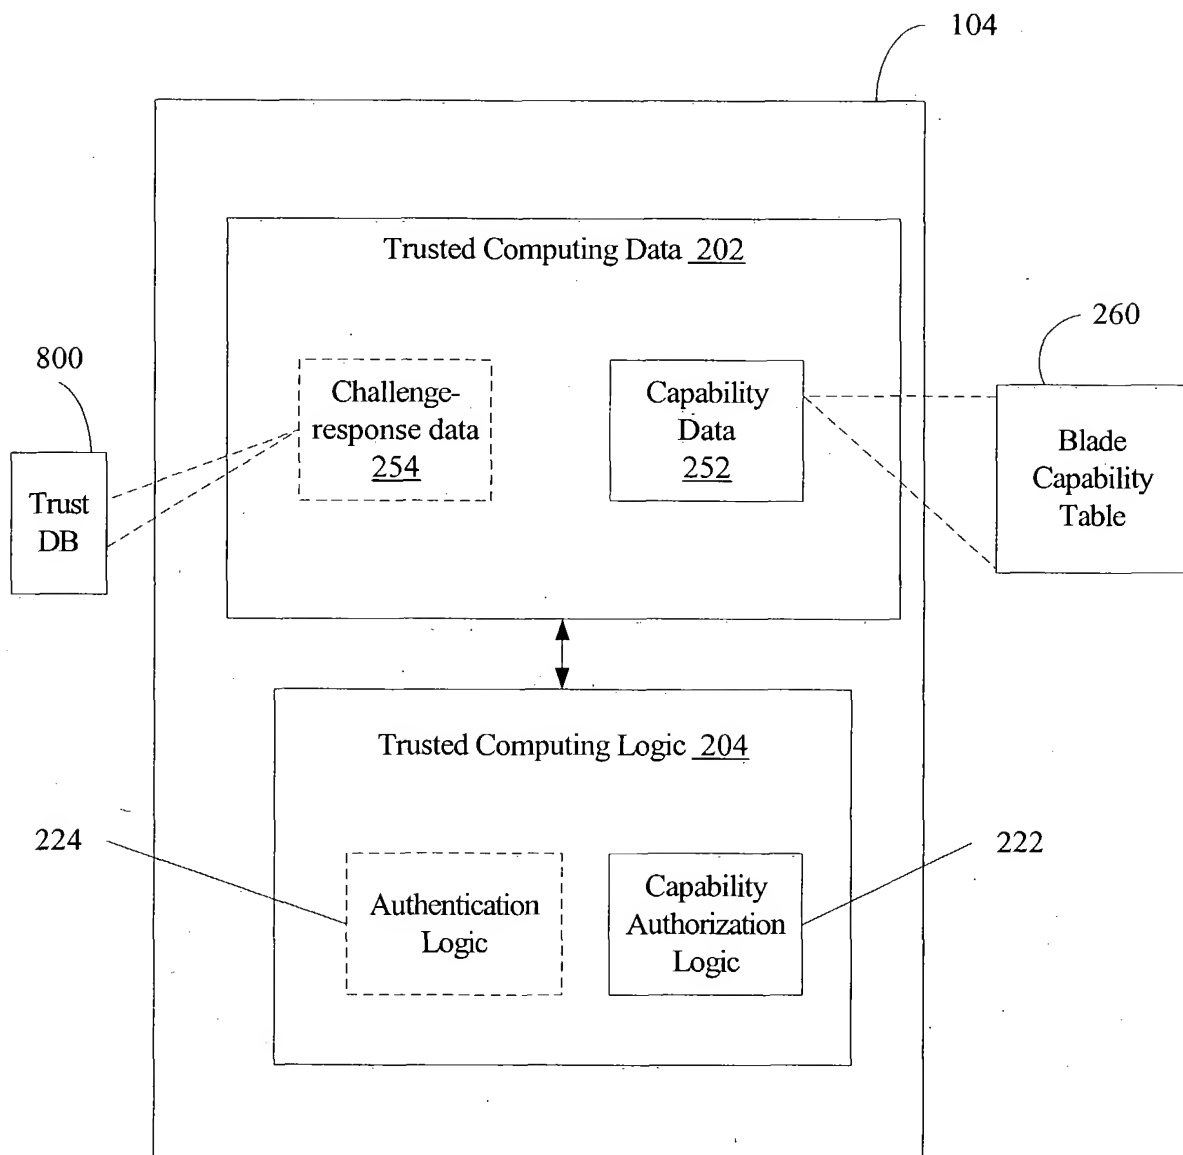 104
Trusted Computing Data 202
260
800
Challenge-
response data
254
Capability
Data
252
Blade
Capability
Table
Trust
DB
Trusted Computing Logic 204
224
222
Authentication
Logic
Capability
Authorization
Logic